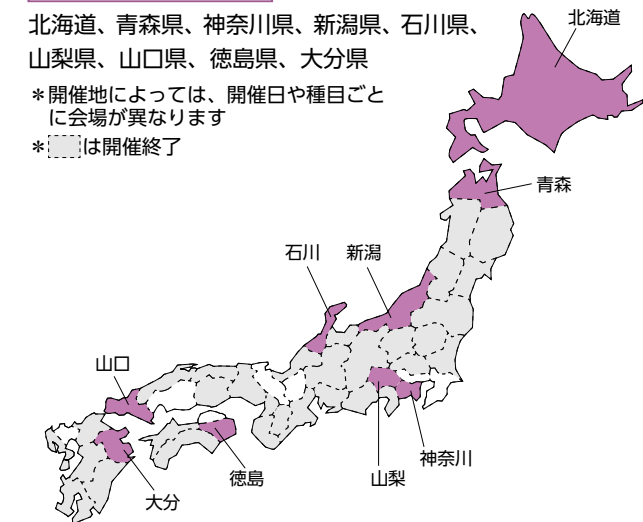 北海道、青森県、神奈川県、新潟県、石川県、
山梨県、山口県、徳島県、大分県
＊開催地によっては、開催日や種目ごと
に会場が異なります
＊は開催終了
北海道
青森
石川
新潟
山口
神奈川
徳島
山梨
大分